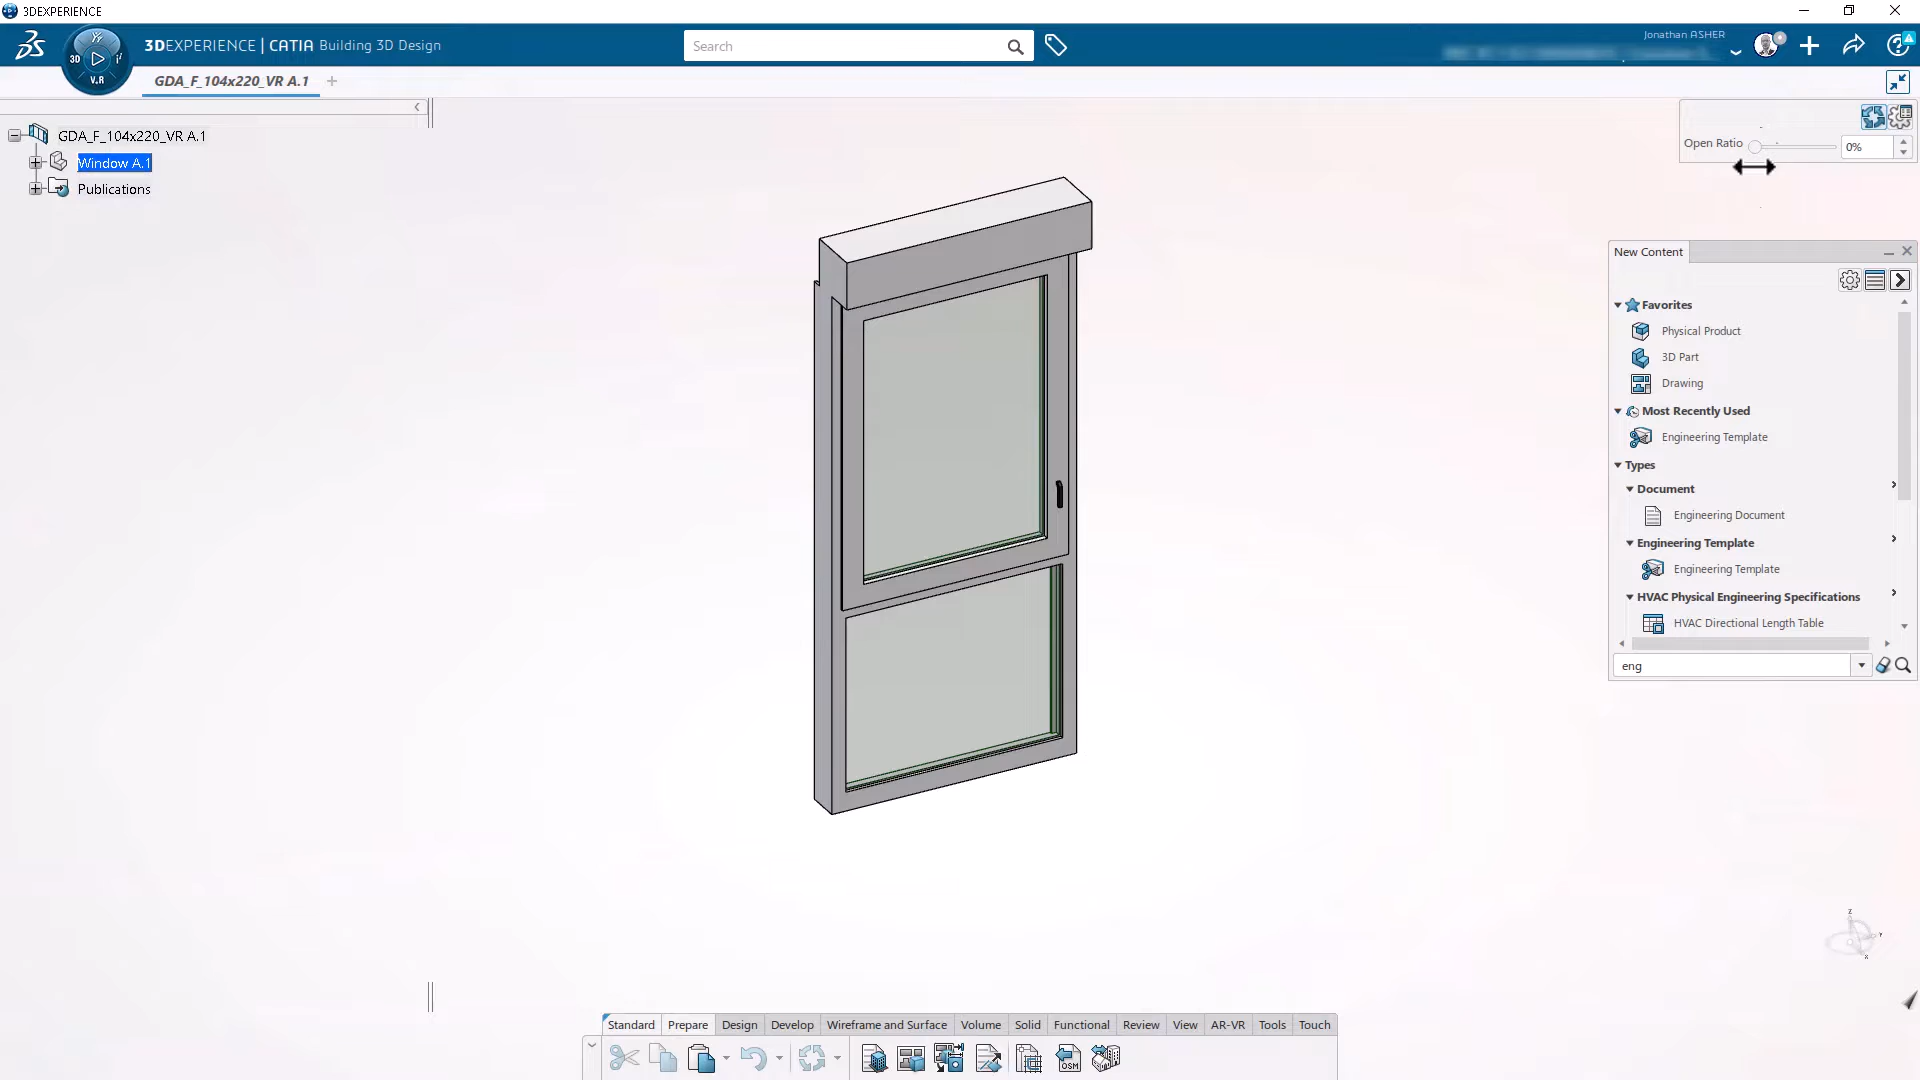 3DEXPERIENCE
3DEXPERIENCE | CATIA Building 3D Design
Search
Jonathan ASHER
3D
V.R
GDA_F_104x220_VR A.1
GDA_F_104x220_VR A.1
Window A.1
Publications
Open Ratio
0%
New Content
Favorites
Physical Product
3D Part
Drawing
Most Recently Used
Engineering Template
Types
Document
Engineering Document
Engineering Template
Engineering Template
HVAC Physical Engineering Specifications
HVAC Directional Length Table
eng
Z
Y
X
Standard
Prepare
Design
Develop
Wireframe and Surface
Volume
Solid
Functional
Review
View
AR-VR
Tools
Touch
OSM